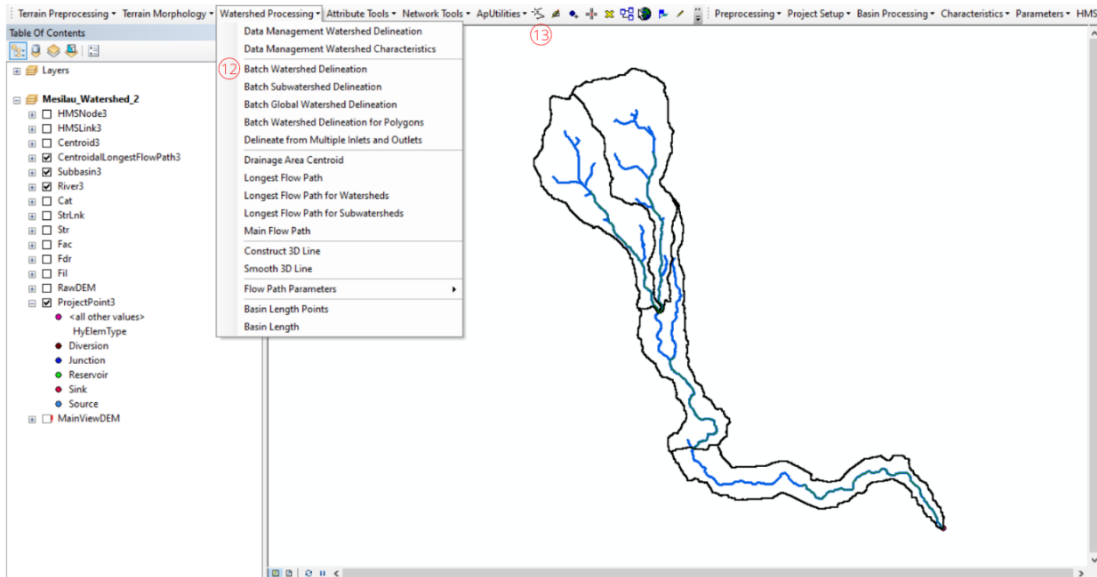 Terrain Preprocessing Terrain Morphology Watershed Processing Attribute Tools Network Tools ApUtilities Preprocessing Project Setup Basin Processing Characteristics Parameters HMS
13
Table Of Contents
Layers
Mesilau_Watershed_2
HMSNode3
HMSLink3
Centroid3
CentroidalLongestFlowPath3
Subbasin3
River3
Cat
StrLnk
Str
Fac
Fdr
Fil
RawDEM
ProjectPoint3
<all other values>
HyElemType
Diversion
Junction
Reservoir
Sink
Source
MainViewDEM
Data Management Watershed Delineation
Data Management Watershed Characteristics
12 Batch Watershed Delineation
Batch Subwatershed Delineation
Batch Global Watershed Delineation
Batch Watershed Delineation for Polygons
Delineate from Multiple Inlets and Outlets
Drainage Area Centroid
Longest Flow Path
Longest Flow Path for Watersheds
Longest Flow Path for Subwatersheds
Main Flow Path
Construct 3D Line
Smooth 3D Line
Flow Path Parameters
Basin Length Points
Basin Length